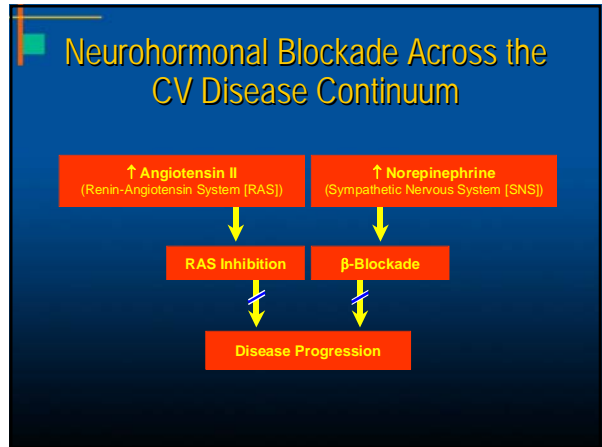 Neurohormonal Blockade Across the
CV Disease Continuum
↑ Angiotensin II
(Renin-Angiotensin System [RAS])
↑ Norepinephrine
(Sympathetic Nervous System [SNS])
RAS Inhibition
β-Blockade
Disease Progression